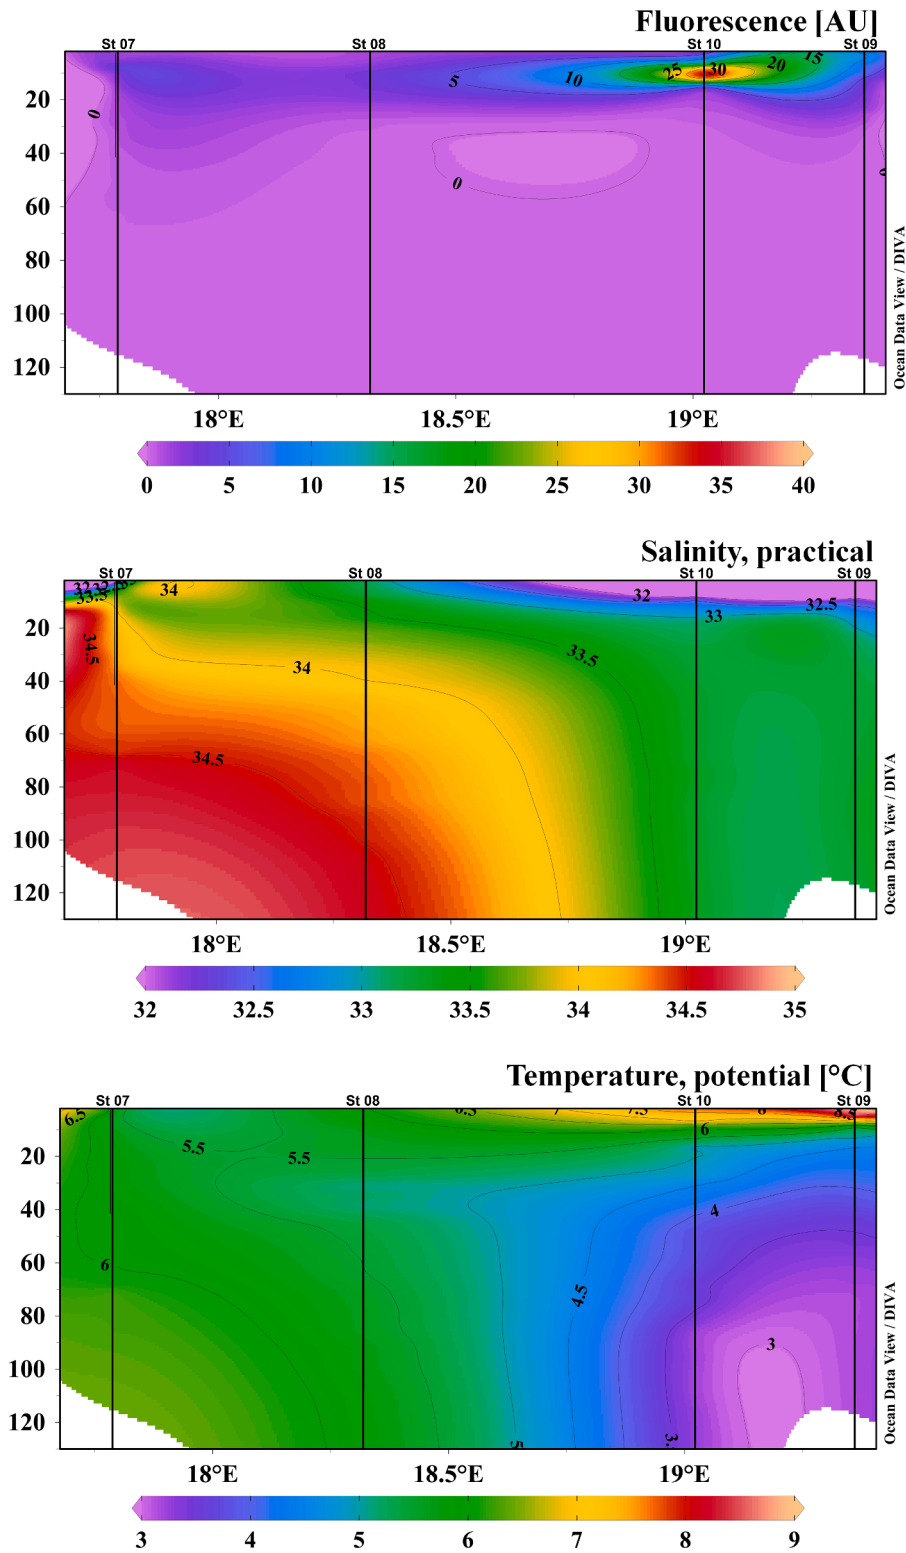 Fluorescence [AU]
St 07 St 08 St 10 St 09
0 5 10 25 30 20 15
20
40
0
60
80
100
120
Ocean Data View / DIVA
18°E 18.5°E 19°E
0 5 10 15 20 25 30 35 40
Salinity, practical
St 07 St 08 St 10 St 09
33.5 34 32 32.5
33
20
34.5 34 33.5
40
60
34.5
80
100
120
Ocean Data View / DIVA
18°E 18.5°E 19°E
32 32.5 33 33.5 34 34.5 35
Temperature, potential [°C]
St 07 St 08 St 10 St 09
6.5 6.5 7 7.5 8 8.5
6
5.5 5.5
20
40
4
60
6
4.5
80
3
100
120
5
Ocean Data View / DIVA
18°E 18.5°E 19°E
3 4 5 6 7 8 9